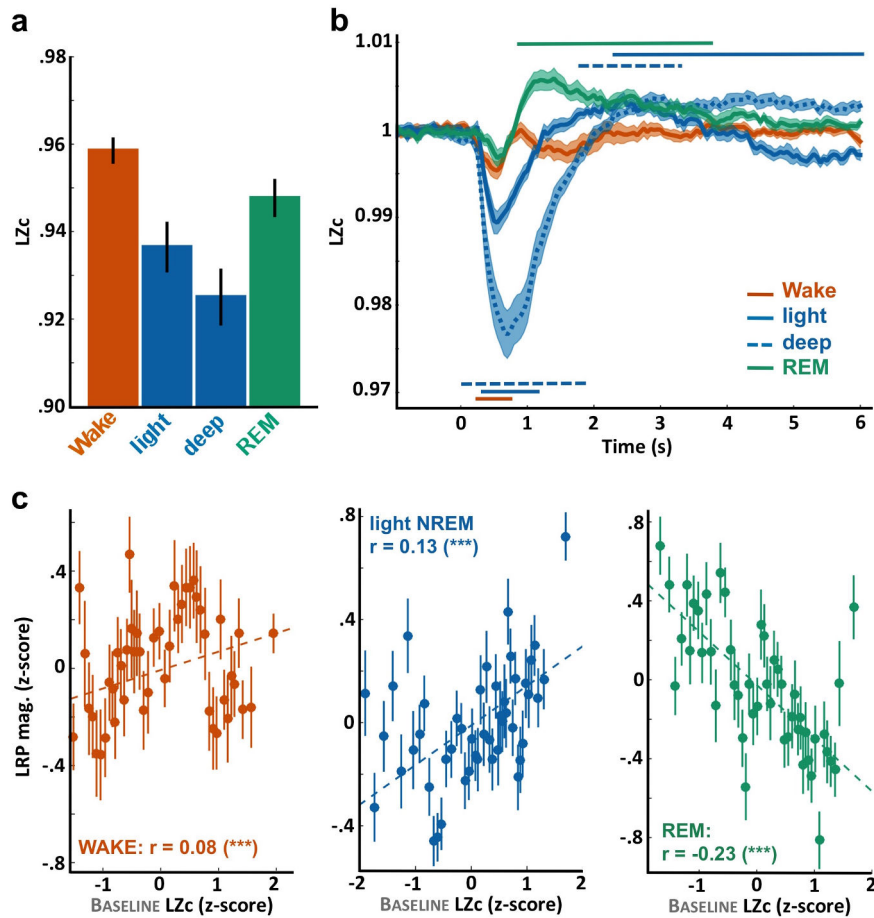 a
.98
.96
.94
.92
.90
LZc
Wake
light
deep
REM
b
1.01
1
0.99
0.98
0.97
LZc
Wake
light
deep
REM
0 1 2 3 4 5 6
Time (s)
c
LRP mag. (z-score)
.4
0
-.4
-.8
WAKE: r = 0.08 (***)
-1 0 1 2
BASELINE LZc (z-score)
.8
.4
0
-.4
light NREM
r = 0.13 (***)
-2 -1 0 1 2
BASELINE LZc (z-score)
.8
.4
0
-.4
-.8
REM:
r = -0.23 (***)
-1 0 1 2
BASELINE LZc (z-score)